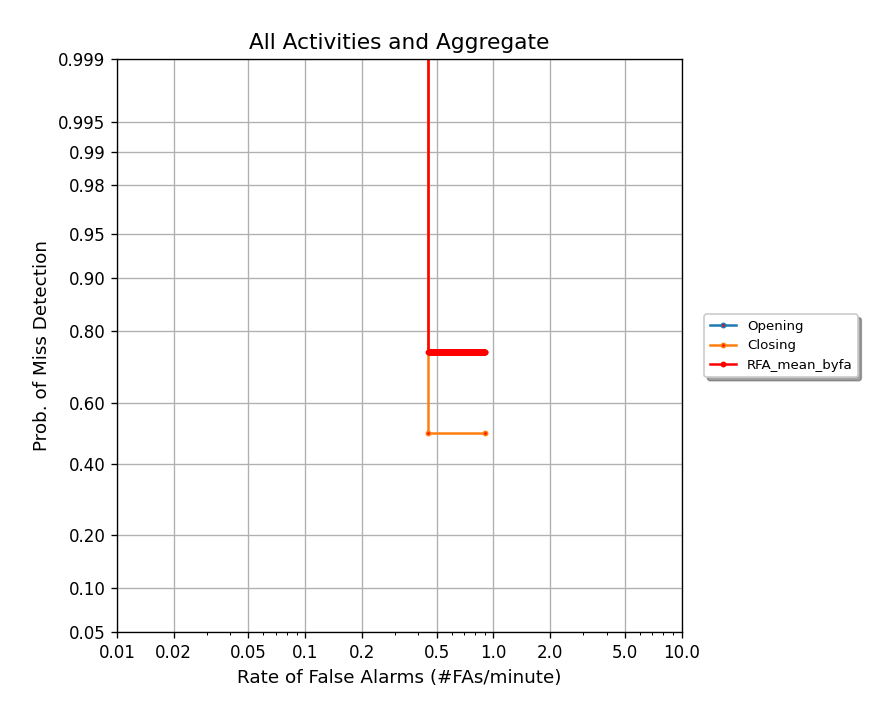 All Activities and Aggregate
0.999
0.995
0.99
0.98
0.95
0.90
0.80
0.60
0.40
0.20
0.10
0.05
Prob. of Miss Detection
0.01 0.02 0.05 0.1 0.2 0.5 1.0 2.0 5.0 10.0
Rate of False Alarms (#FAs/minute)
Opening
Closing
RFA_mean_byfa